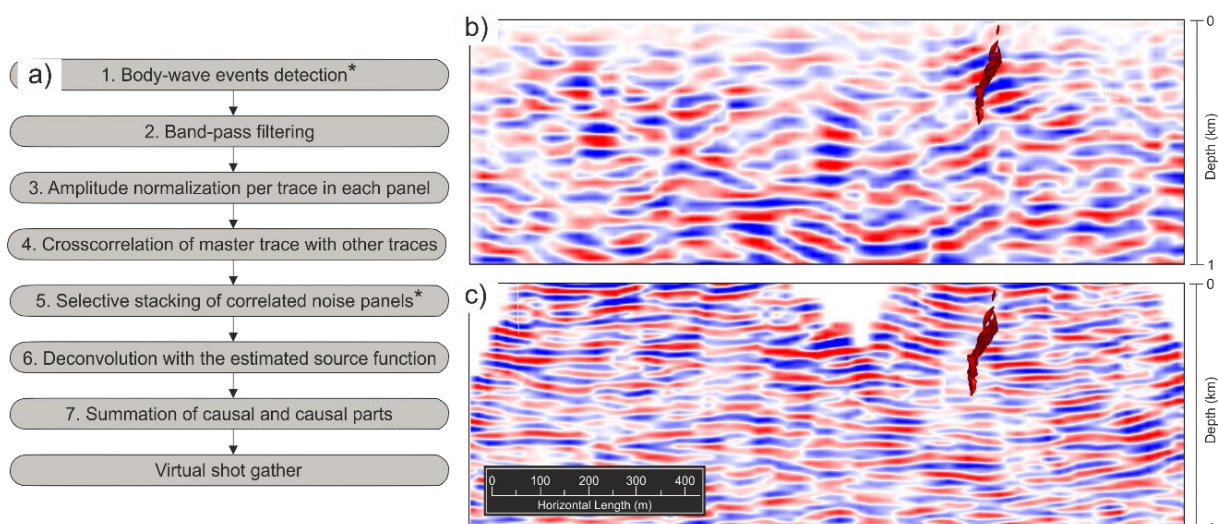 a)
1. Body-wave events detection*
2. Band-pass filtering
3. Amplitude normalization per trace in each panel
4. Crosscorrelation of master trace with other traces
5. Selective stacking of correlated noise panels*
6. Deconvolution with the estimated source function
7. Summation of causal and causal parts
Virtual shot gather
b)
0
Depth (km)
1
c)
0
Depth (km)
0 100 200 300 400
Horizontal Length (m)